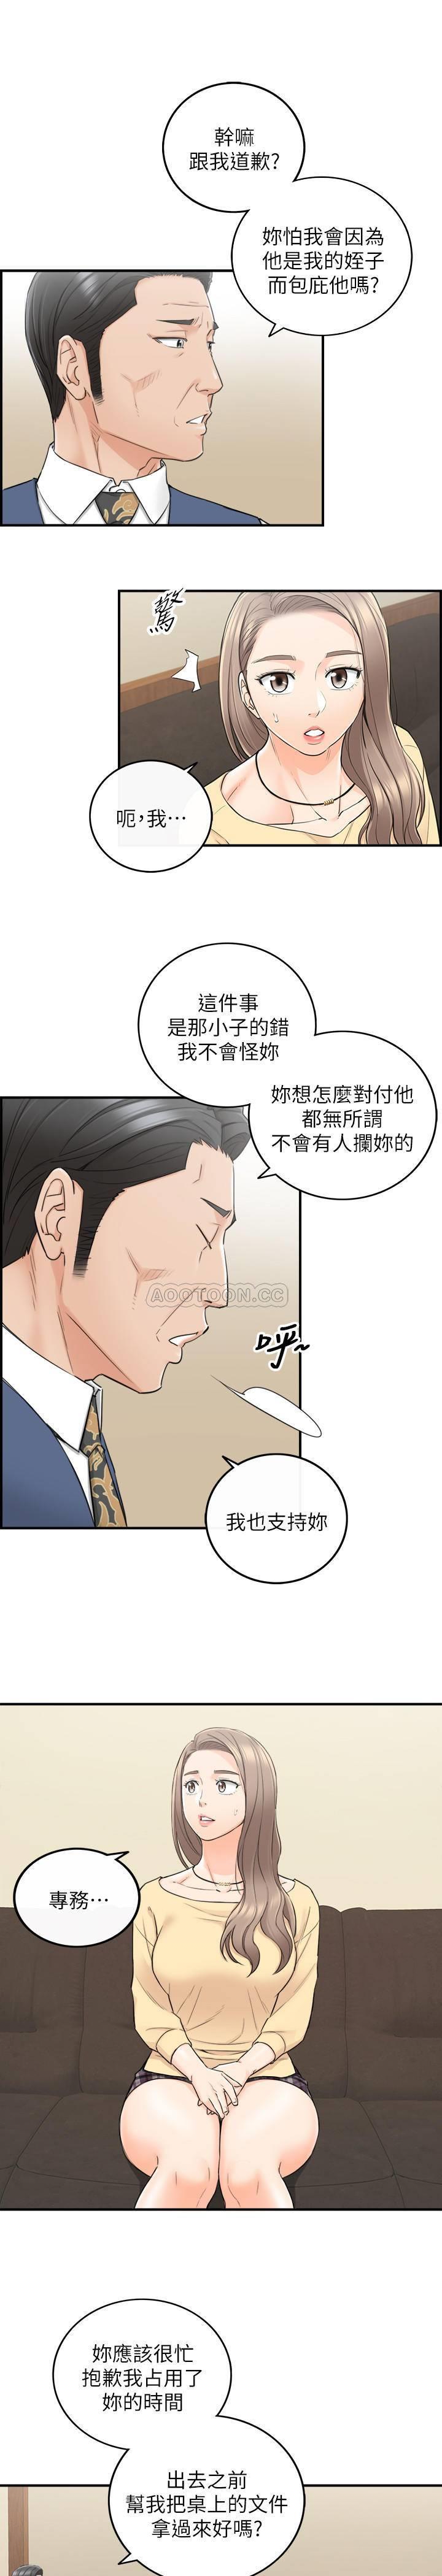 幹嘛
跟我道歉?
妳怕我會因為
他是我的姪子
而包庇他嗎?
驚
呃，我⋯
這件事
是那小子的錯
我不會怪妳
妳想怎麼對付他
都無所謂
不會有人攔妳的
AOOTOON.CC
呼~
我也支持妳
專務⋯
妳應該很忙
抱歉我占用了
妳的時間
出去之前
幫我把桌上的文件
拿過來好嗎?